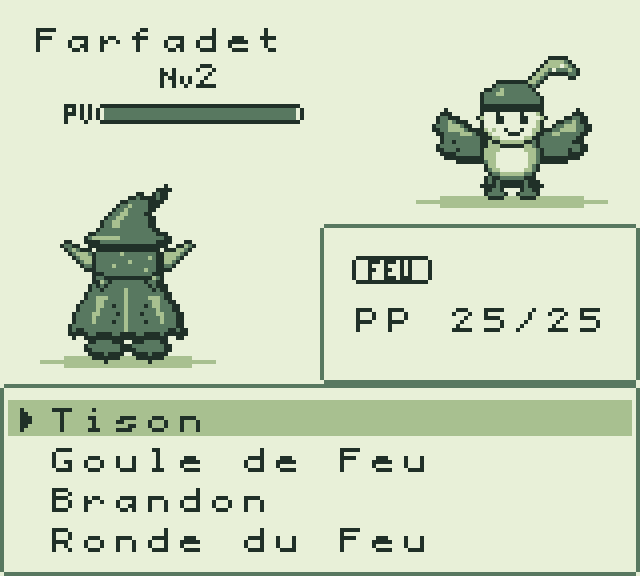 Farfadet
Nv2
PV
FEU
PP 25/25
Tison
Goule de Feu
Brandon
Ronde du Feu